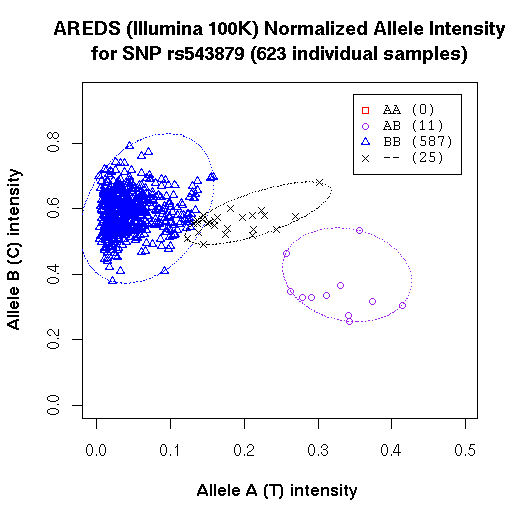 AREDS (Illumina 100K) Normalized Allele Intensity
for SNP rs543879 (623 individual samples)
AA (0)
AB (11)
BB (587)
-- (25)
Allele B (C) intensity
0.8
0.6
0.4
0.2
0.0
0.0 0.1 0.2 0.3 0.4 0.5
Allele A (T) intensity